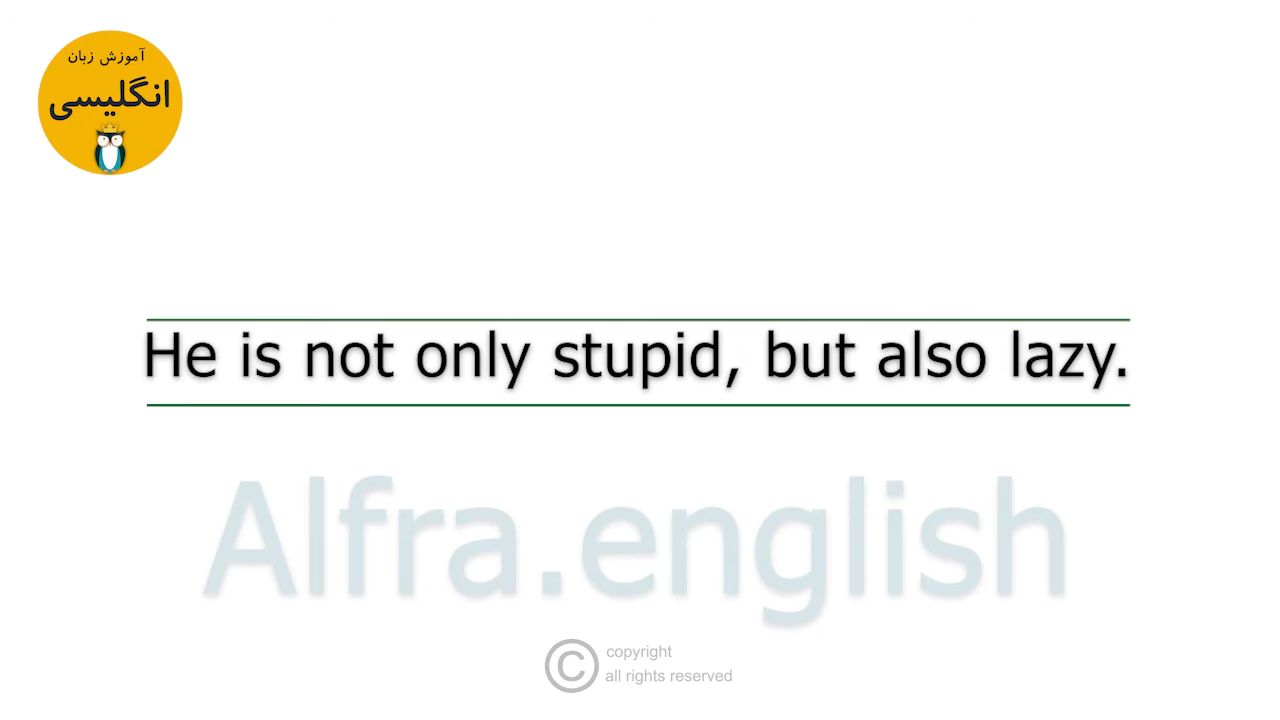 آموزش زبان
انگلیسی
He is not only stupid, but also lazy.
Alfra.english
© copyright
all rights reserved